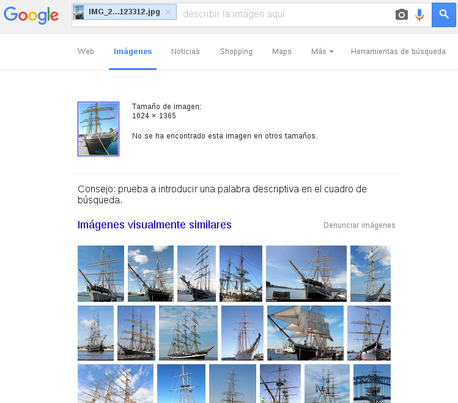 Google IMG_2...123312.jpg × describir la imagen aquí
Web Imágenes Noticias Shopping Maps Más Herramientas de búsqueda
Tamaño de imagen:
1024 × 1365
No se ha encontrado esta imagen en otros tamaños.
Consejo: prueba a introducir una palabra descriptiva en el cuadro de
búsqueda.
Imágenes visualmente similares Denunciar imágenes